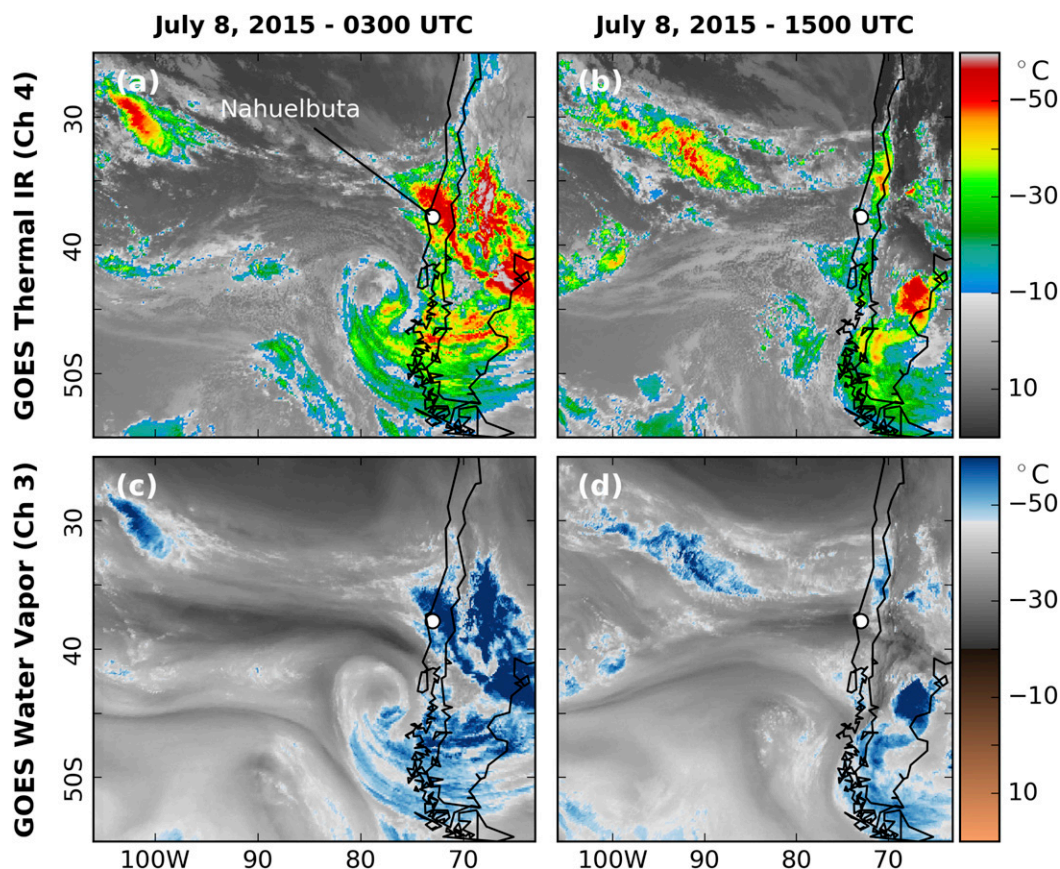 July 8, 2015 - 0300 UTC
July 8, 2015 - 1500 UTC
GOES Thermal IR (Ch 4)
(a)
Nahuelbuta
30
40
50S
(b)
°C
−50
−30
−10
10
GOES Water Vapor (Ch 3)
(c)
30
40
50S
100W
90
80
70
(d)
100W
90
80
70
°C
−50
−30
−10
10